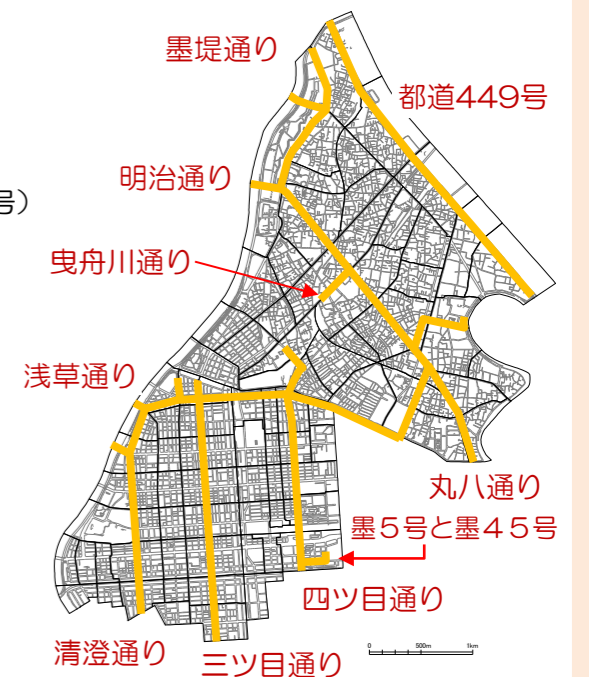 墨堤通り
都道449号
明治通り
号）
曳舟川通り
浅草通り
丸八通り
墨５号と墨４５号
四ツ目通り
清澄通り
三ツ目通り
0 500m 1km